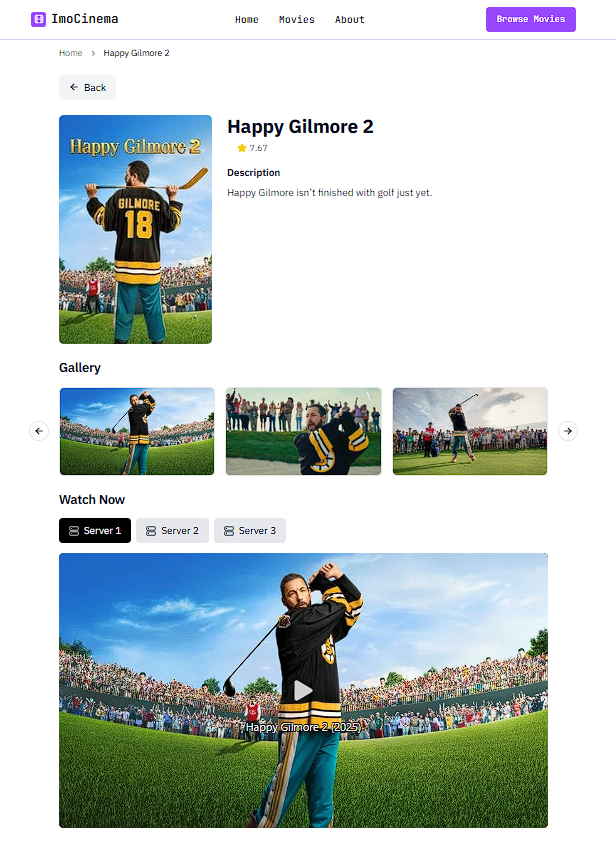 ImoCinema
Home Movies About
Browse Movies
Home > Happy Gilmore 2
← Back
Happy Gilmore 2
GILMORE
18
Happy Gilmore 2
7.67
Description
Happy Gilmore isn't finished with golf just yet.
Gallery
Watch Now
Server 1
Server 2
Server 3
Happy Gilmore 2 (2025)